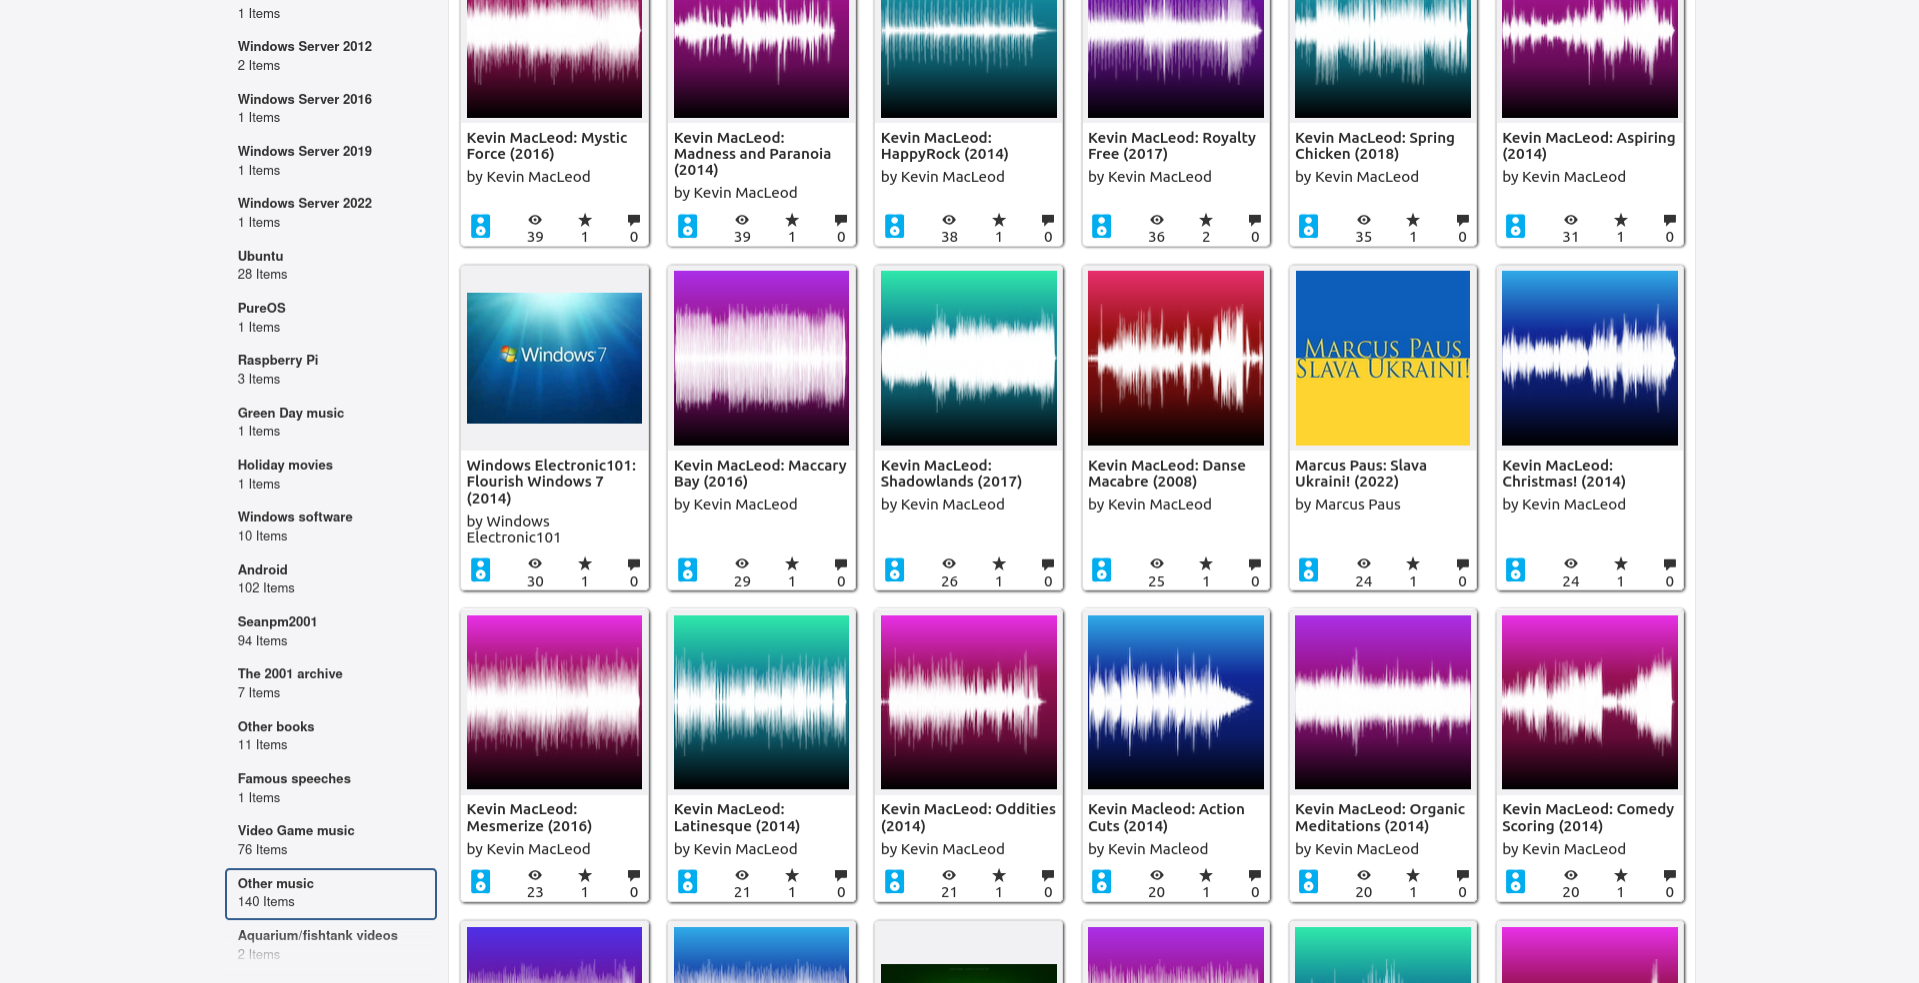 1 Items
Windows Server 2012
2 Items
Windows Server 2016
1 Items
Windows Server 2019
1 Items
Windows Server 2022
1 Items
Ubuntu
28 Items
PureOS
1 Items
Raspberry Pi
3 Items
Green Day music
1 Items
Holiday movies
1 Items
Windows software
10 Items
Android
102 Items
Seanpm2001
94 Items
The 2001 archive
7 Items
Other books
11 Items
Famous speeches
1 Items
Video Game music
76 Items
Other music
140 Items
Aquarium/fishtank videos
2 Items
Kevin MacLeod: Mystic
Force (2016)
by Kevin MacLeod
39 1 0
Kevin MacLeod:
Madness and Paranoia
(2014)
by Kevin MacLeod
39 1 0
Kevin MacLeod:
HappyRock (2014)
by Kevin MacLeod
38 1 0
Kevin MacLeod: Royalty
Free (2017)
by Kevin MacLeod
36 2 0
Kevin MacLeod: Spring
Chicken (2018)
by Kevin MacLeod
35 1 0
Kevin MacLeod: Aspiring
(2014)
by Kevin MacLeod
31 1 0
Windows 7
Windows Electronic101:
Flourish Windows 7
(2014)
by Windows
Electronic101
30 1 0
Kevin MacLeod: Maccary
Bay (2016)
by Kevin MacLeod
29 1 0
Kevin MacLeod:
Shadowlands (2017)
by Kevin MacLeod
26 1 0
Kevin MacLeod: Danse
Macabre (2008)
by Kevin MacLeod
25 1 0
MARCUS PAUS
SLAVA UKRAINI!
Marcus Paus: Slava
Ukraini! (2022)
by Marcus Paus
24 1 0
Kevin MacLeod:
Christmas! (2014)
by Kevin MacLeod
24 1 0
Kevin MacLeod:
Mesmerize (2016)
by Kevin MacLeod
23 1 0
Kevin MacLeod:
Latinesque (2014)
by Kevin MacLeod
21 1 0
Kevin MacLeod: Oddities
(2014)
by Kevin MacLeod
21 1 0
Kevin Macleod: Action
Cuts (2014)
by Kevin Macleod
20 1 0
Kevin MacLeod: Organic
Meditations (2014)
by Kevin MacLeod
20 1 0
Kevin MacLeod: Comedy
Scoring (2014)
by Kevin MacLeod
20 1 0